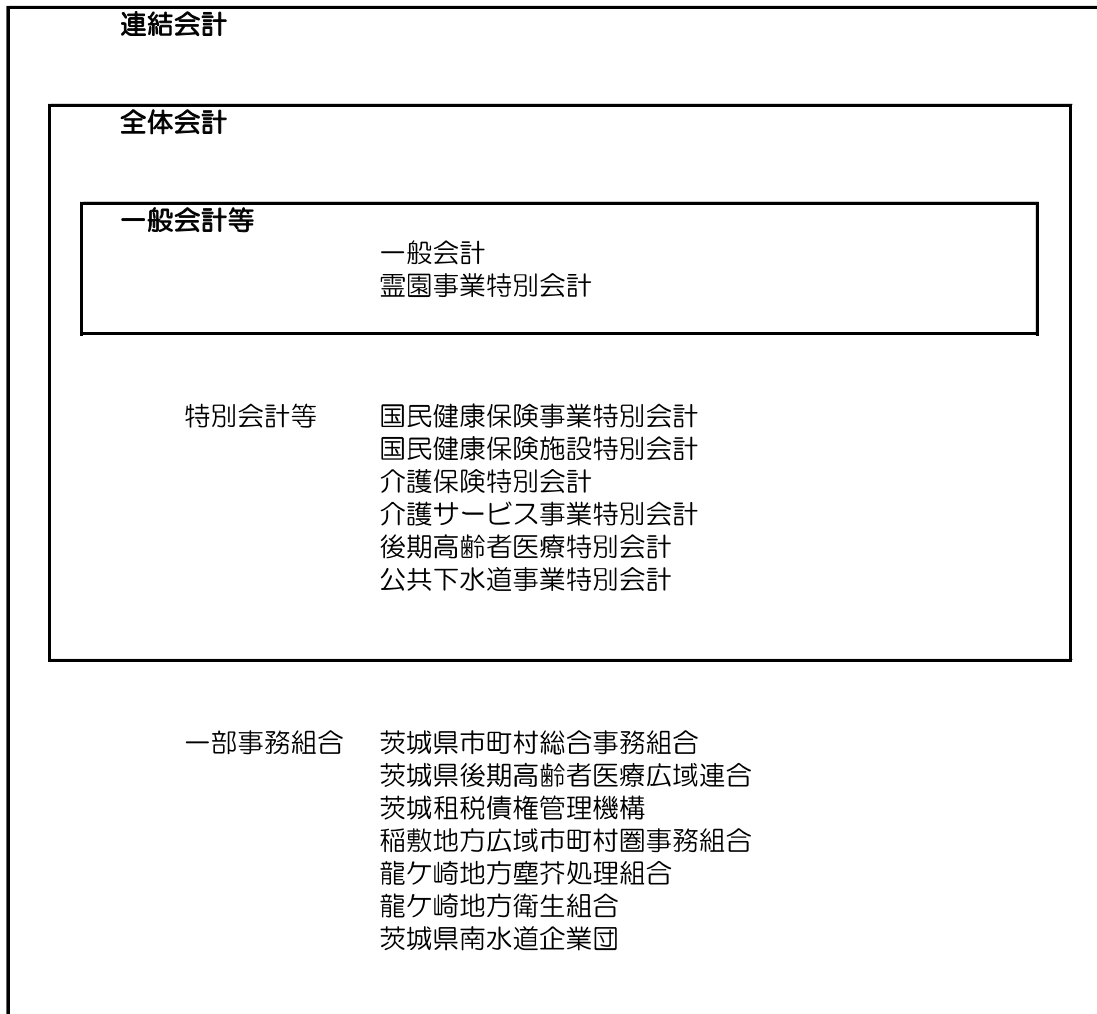 連結会計
全体会計
一般会計等
一般会計
霊園事業特別会計
特別会計等 国民健康保険事業特別会計
国民健康保険施設特別会計
介護保険特別会計
介護サービス事業特別会計
後期高齢者医療特別会計
公共下水道事業特別会計
一部事務組合 茨城県市町村総合事務組合
茨城県後期高齢者医療広域連合
茨城租税債権管理機構
稲敷地方広域市町村圏事務組合
龍ケ崎地方塵芥処理組合
龍ケ崎地方衛生組合
茨城県南水道企業団